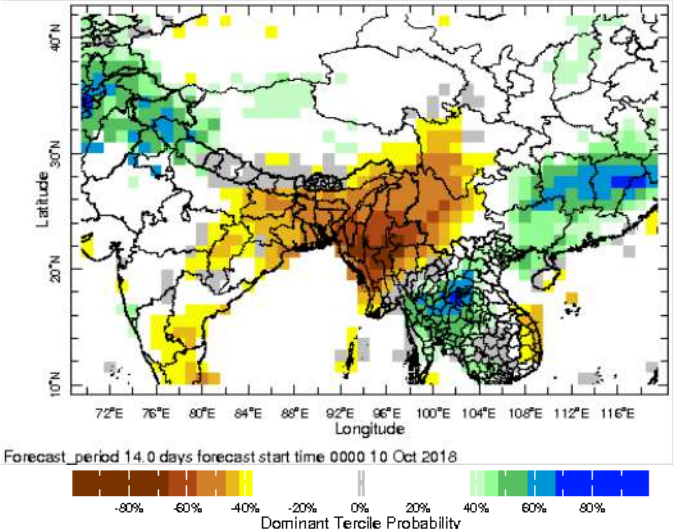 40°N
30°N
20°N
10°N
Latitude
72°E 76°E 80°E 84°E 88°E 92°E 96°E 100°E 104°E 108°E 112°E 116°E
Longitude
Forecast_period 14.0 days forecast start time 0000 10 Oct 2018
-80% -60% -40% -20% 0% 20% 40% 60% 80%
Dominant Tercile Probability